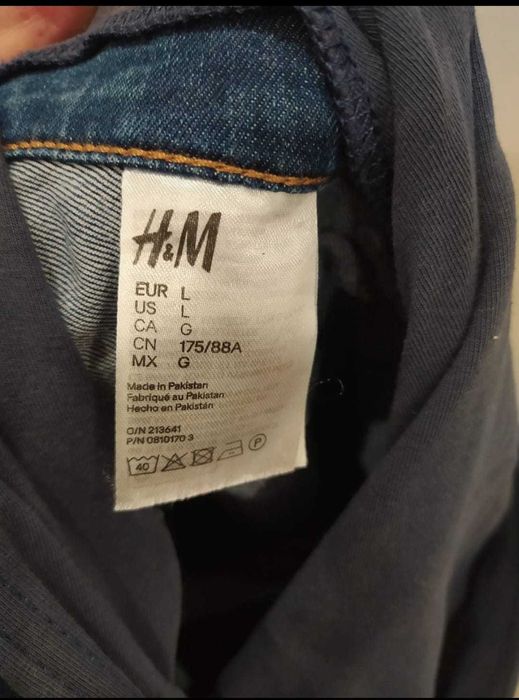 H&M
EUR L
US L
CA G
CN 175/88A
MX G
Made in Pakistan
Fabriqué au Pakistan
Hecho en Pakistán
O/N 213641
P/N 0810170 3
40 P